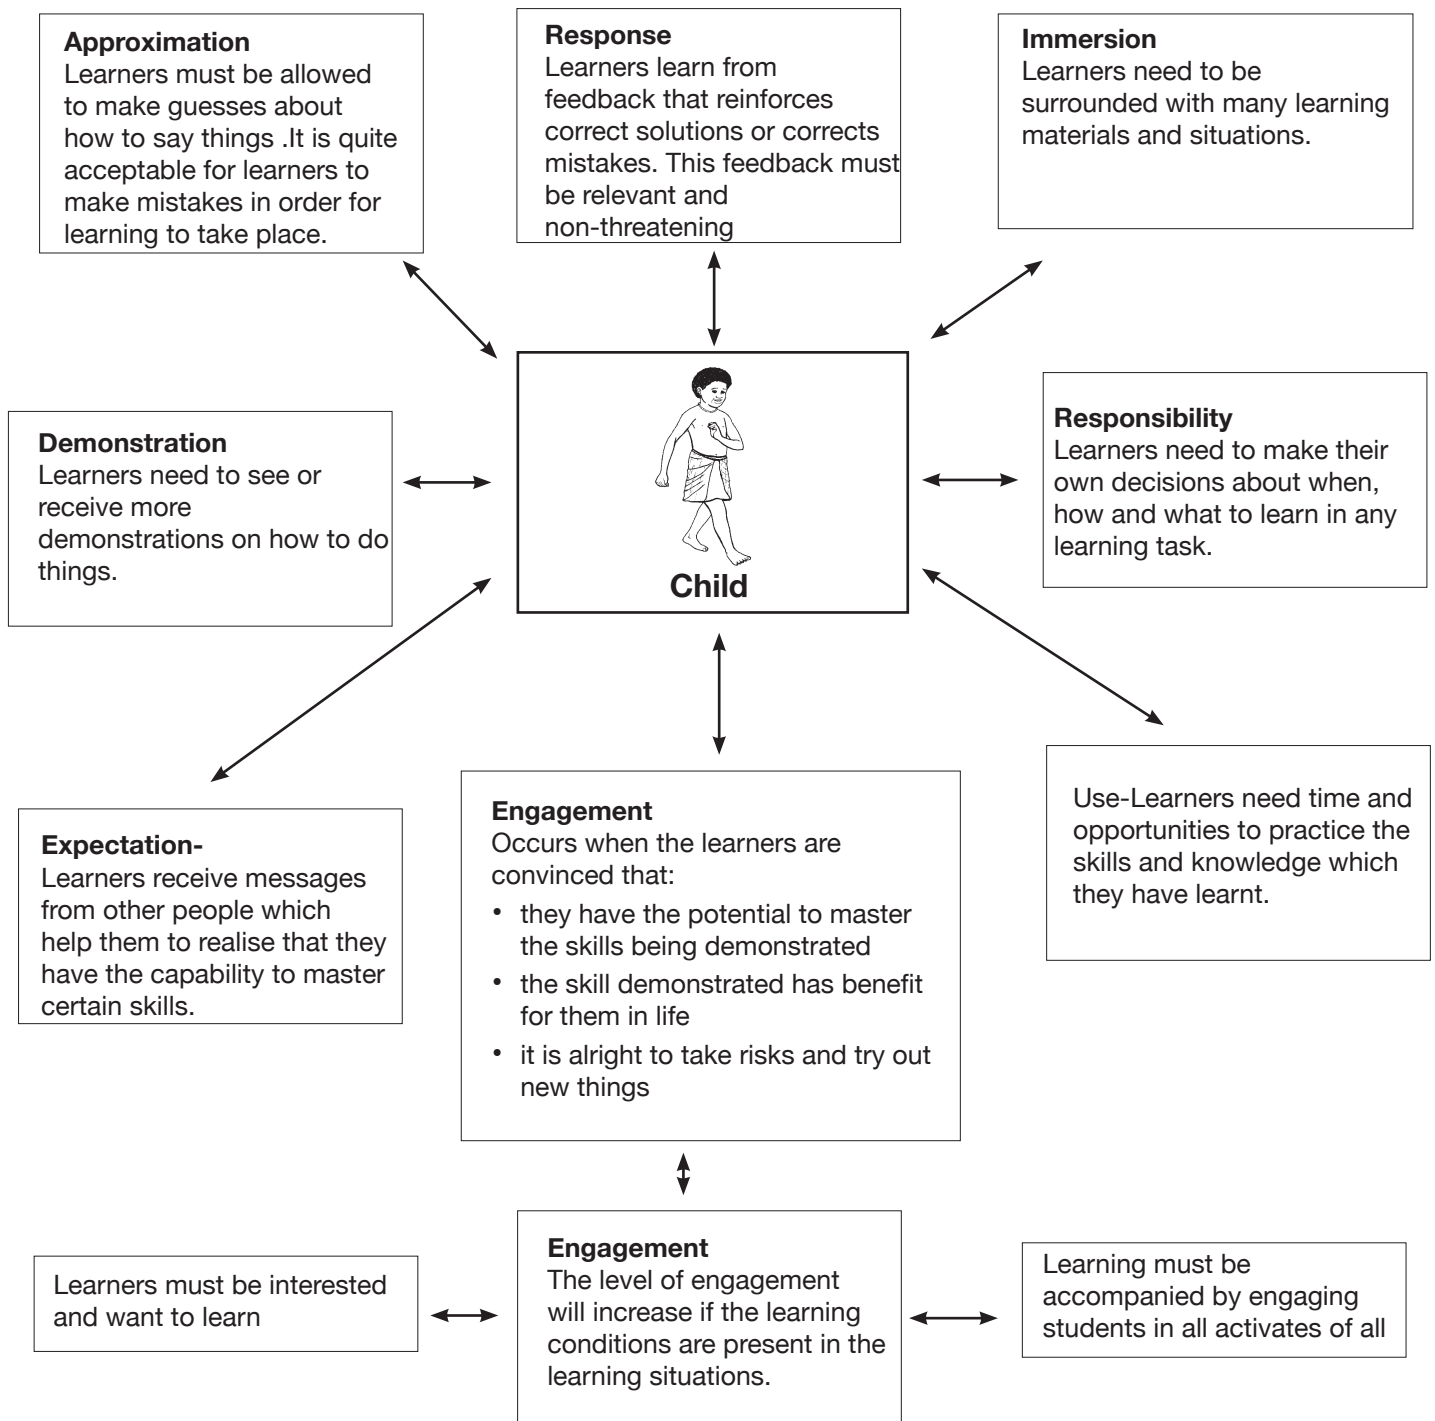 Approximation
Learners must be allowed
to make guesses about
how to say things .It is quite
acceptable for learners to
make mistakes in order for
learning to take place.
Response
Learners learn from
feedback that reinforces
correct solutions or corrects
mistakes. This feedback must
be relevant and
non-threatening
Immersion
Learners need to be
surrounded with many learning
materials and situations.
Demonstration
Learners need to see or
receive more
demonstrations on how to do
things.
Child
Responsibility
Learners need to make their
own decisions about when,
how and what to learn in any
learning task.
Expectation-
Learners receive messages
from other people which
help them to realise that they
have the capability to master
certain skills.
Engagement
Occurs when the learners are
convinced that:
• they have the potential to master
the skills being demonstrated
• the skill demonstrated has benefit
for them in life
• it is alright to take risks and try out
new things
Use-Learners need time and
opportunities to practice the
skills and knowledge which
they have learnt.
Learners must be interested
and want to learn
Engagement
The level of engagement
will increase if the learning
conditions are present in the
learning situations.
Learning must be
accompanied by engaging
students in all activates of all